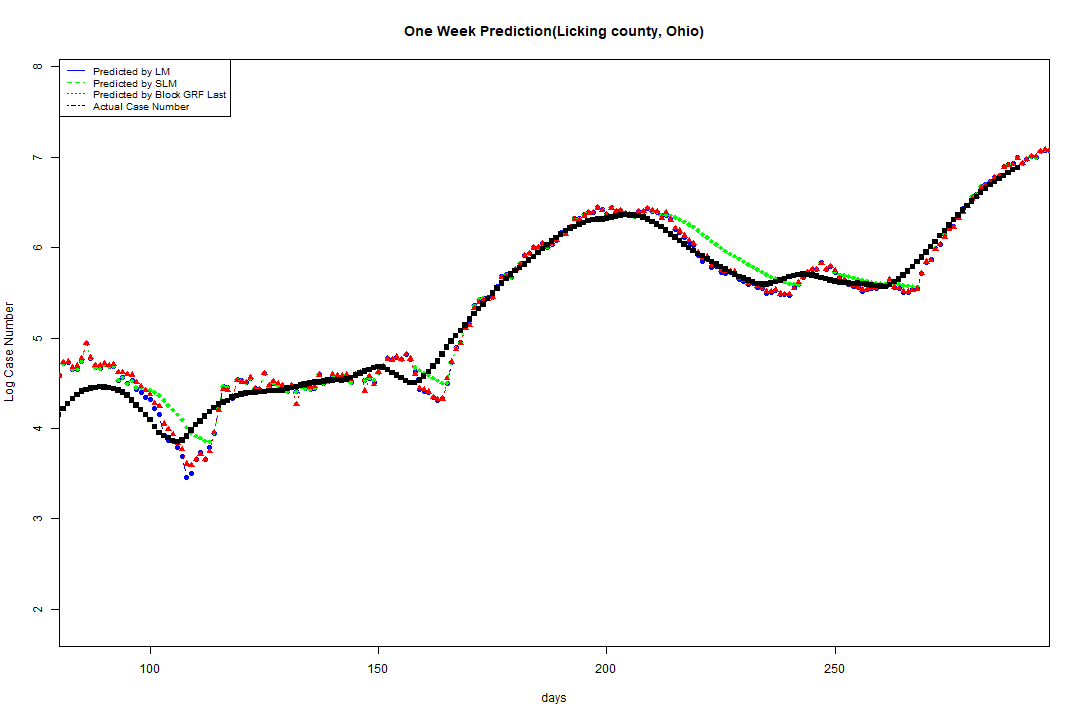 One Week Prediction(Licking county, Ohio)
Predicted by LM
Predicted by SLM
Predicted by Block GRF Last
Actual Case Number
8
7
6
5
4
3
2
Log Case Number
100 150 200 250
days